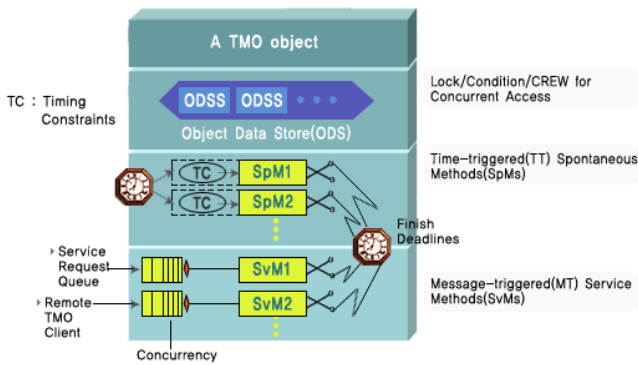 A TMO object
TC : Timing
Constraints
ODSS ODSS
Object Data Store(ODS)
Lock/Condition/CREW for
Concurrent Access
TC SpM1
TC SpM2
Time-triggered(TT) Spontaneous
Methods(SpMs)
Finish
Deadlines
Service
Request
Queue
SvM1
Remote
TMO
Client
SvM2
Message-triggered(MT) Service
Methods(SvMs)
Concurrency